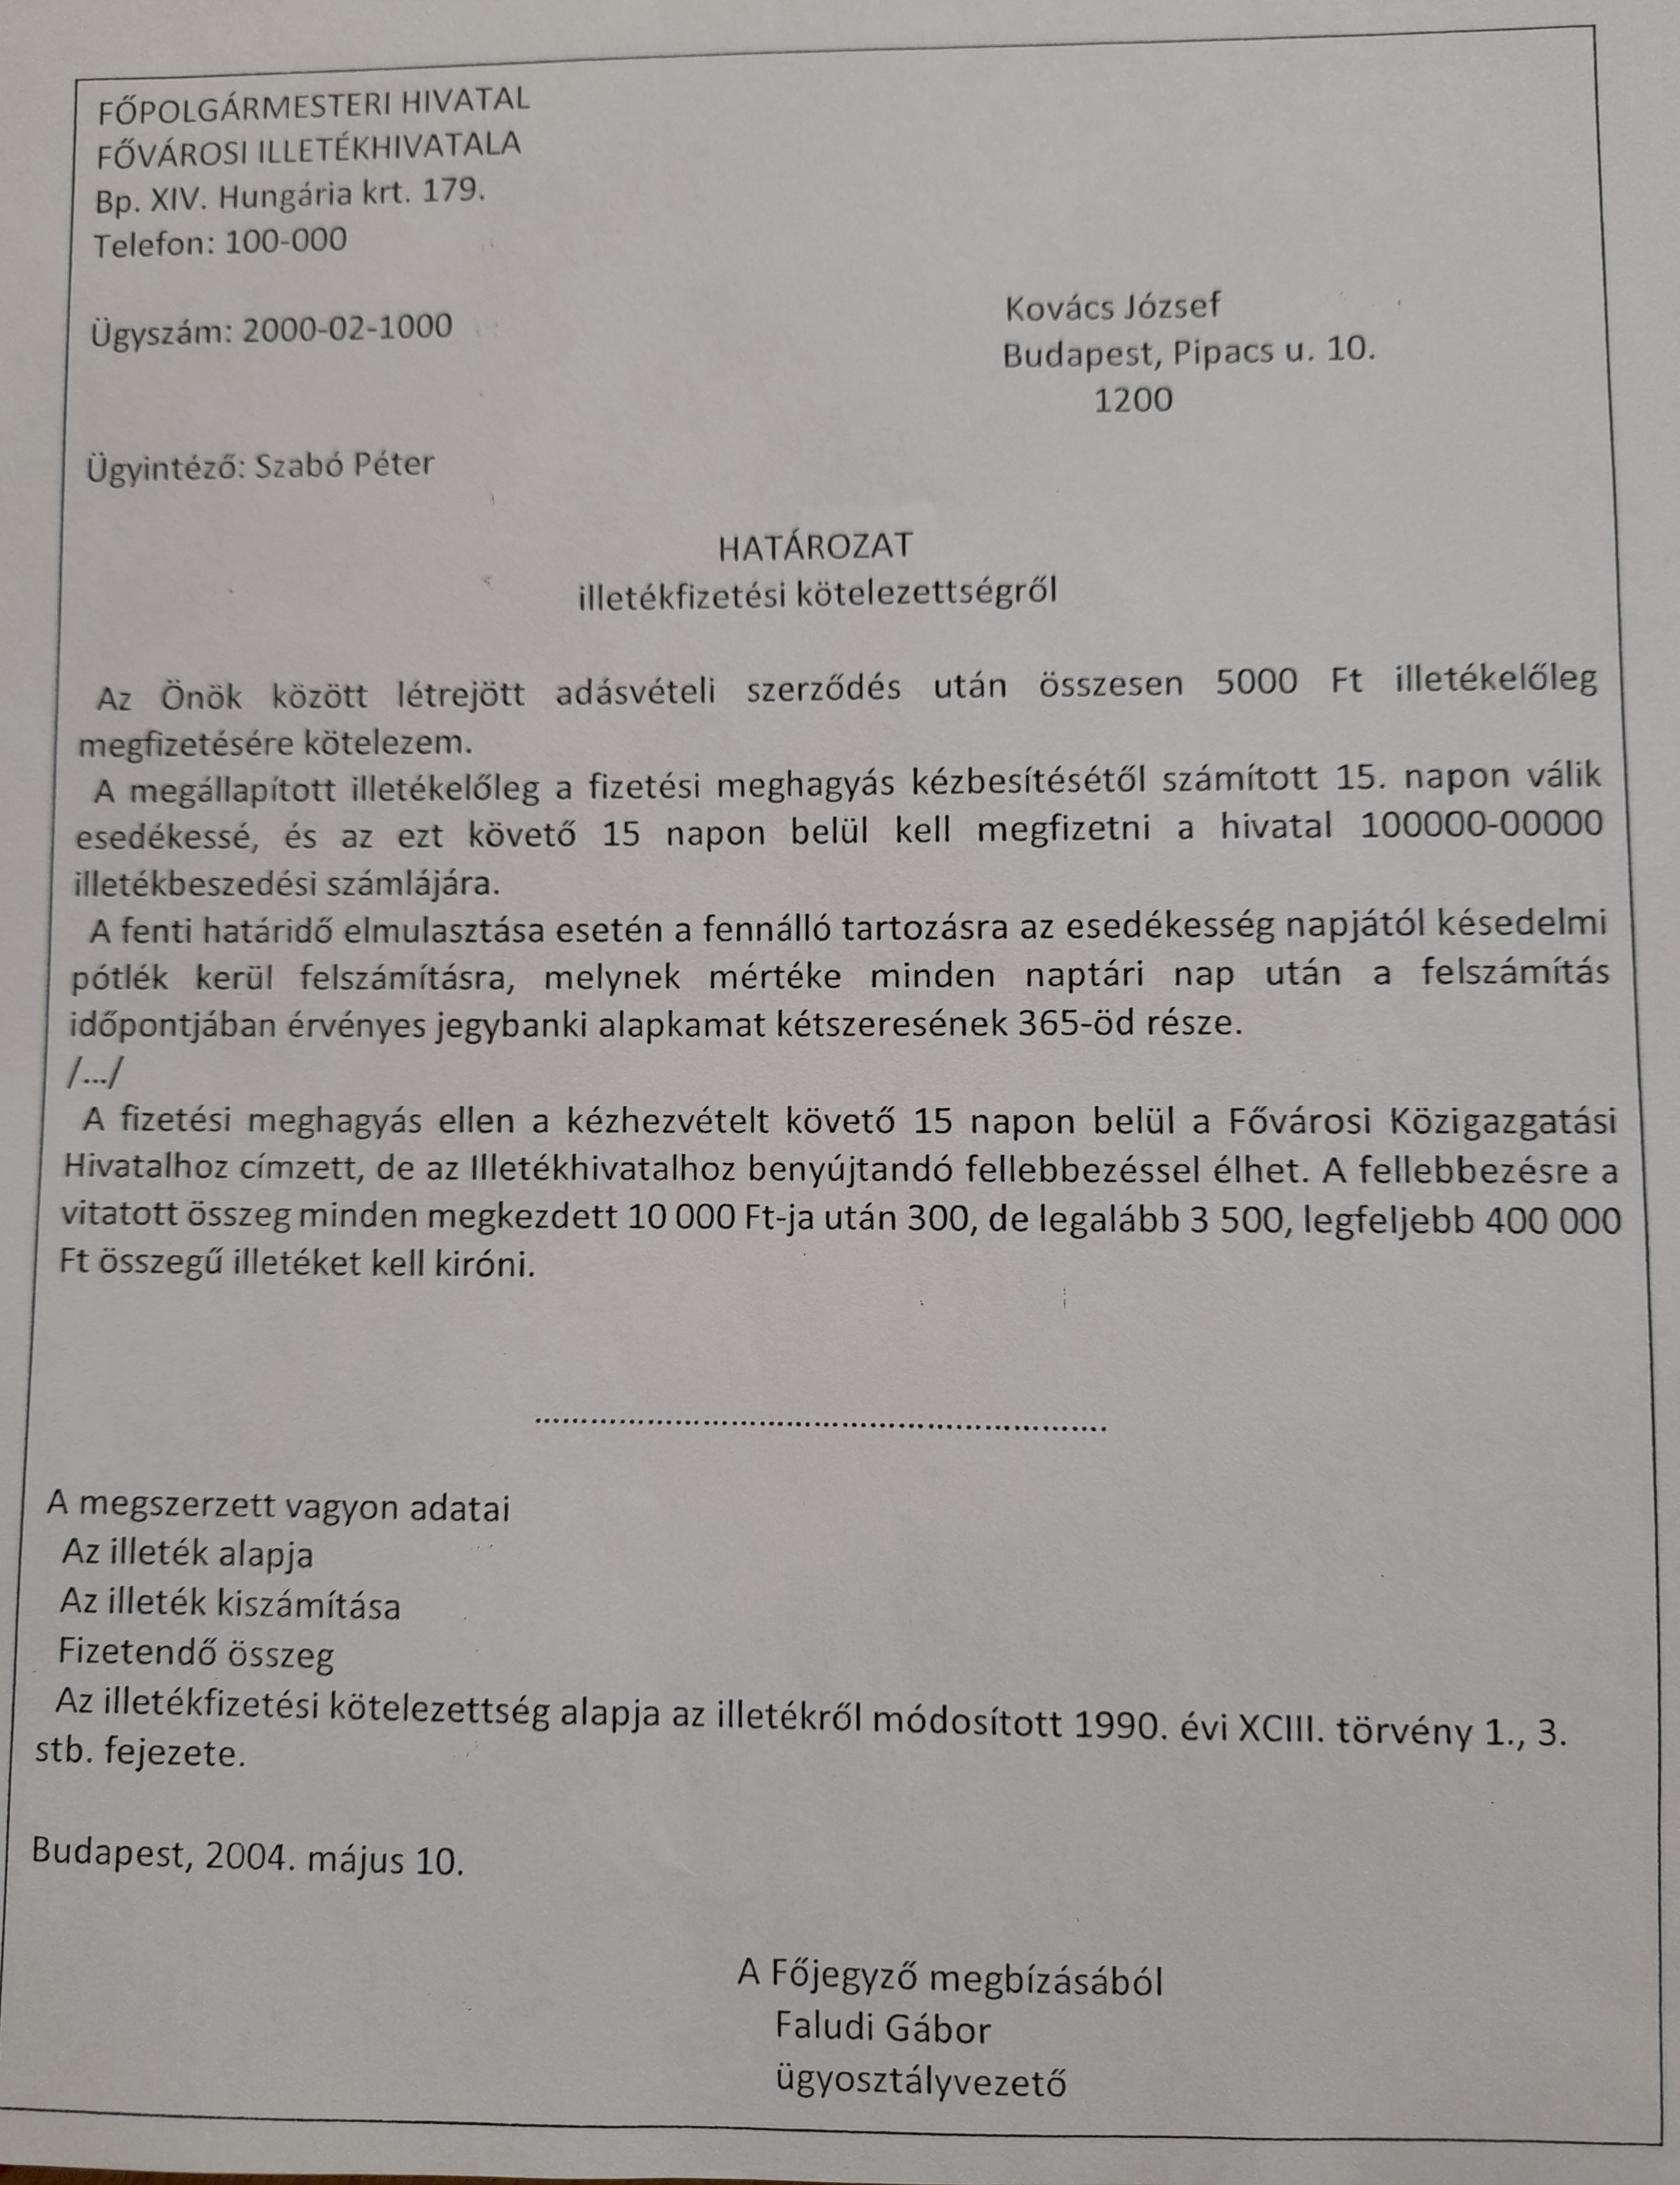 FŐPOLGÁRMESTERI HIVATAL
FŐVÁROSI ILLETÉKHIVATALA
Bp. XIV. Hungária krt. 179.
Telefon: 100-000
Ügyszám: 2000-02-1000
Kovács József
Budapest, Pipacs u. 10.
1200
Ügyintéző: Szabó Péter
HATÁROZAT
illetékfizetési kötelezettségről
Az Önök között létrejött adásvételi szerződés után összesen 5000 Ft illetékelőleg
megfizetésére kötelezem.
A megállapított illetékelőleg a fizetési meghagyás kézbesítésétől számított 15. napon válik
esedékessé, és az ezt követő 15 napon belül kell megfizetni a hivatal 100000-00000
illetékbeszedési számlájára.
A fenti határidő elmulasztása esetén a fennálló tartozásra az esedékesség napjától késedelmi
pótlék kerül felszámításra, melynek mértéke minden naptári nap után a felszámítás
időpontjában érvényes jegybanki alapkamat kétszeresének 365-öd része.
/.../
A fizetési meghagyás ellen a kézhezvételt követő 15 napon belül a Fővárosi Közigazgatási
Hivatalhoz címzett, de az Illetékhivatalhoz benyújtandó fellebbezéssel élhet. A fellebbezésre a
vitatott összeg minden megkezdett 10 000 Ft-ja után 300, de legalább 3 500, legfeljebb 400 000
Ft összegű illetéket kell kiróni.
..............................................................
A megszerzett vagyon adatai
Az illeték alapja
Az illeték kiszámítása
Fizetendő összeg
Az illetékfizetési kötelezettség alapja az illetékről módosított 1990. évi XCIII. törvény 1., 3.
stb. fejezete.
Budapest, 2004. május 10.
A Főjegyző megbízásából
Faludi Gábor
ügyosztályvezető